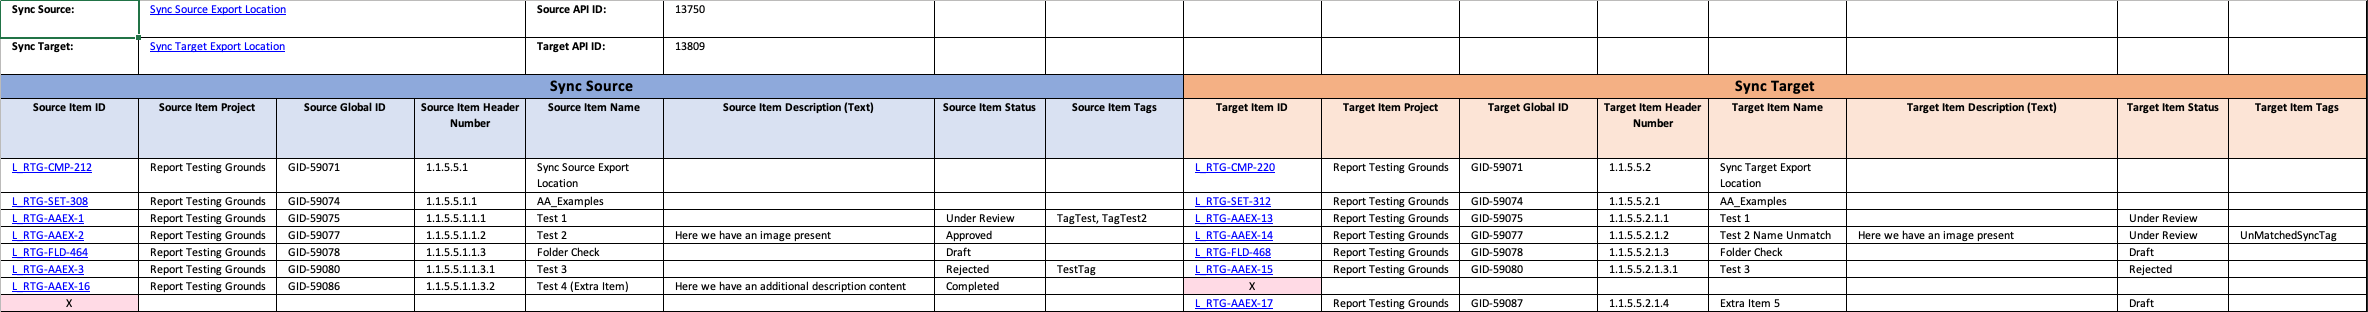 Sync Source: Sync Source Export Location Source API ID: 13750
Sync Target: Sync Target Export Location Target API ID: 13809
Sync Source Sync Target
Source Item ID Source Item Project Source Global ID Source Item Header Number Source Item Name Source Item Description (Text) Source Item Status Source Item Tags Target Item ID Target Item Project Target Global ID Target Item Header Number Target Item Name Target Item Description (Text) Target Item Status Target Item Tags
L_RTG-CMP-212 Report Testing Grounds GID-59071 1.1.5.5.1 Sync Source Export Location L_RTG-CMP-220 Report Testing Grounds GID-59071 1.1.5.5.2 Sync Target Export Location
L_RTG-SET-308 Report Testing Grounds GID-59074 1.1.5.5.1.1 AA_Examples L_RTG-SET-312 Report Testing Grounds GID-59074 1.1.5.5.2.1 AA_Examples
L_RTG-AAEX-1 Report Testing Grounds GID-59075 1.1.5.5.1.1.1 Test 1 Under Review TagTest, TagTest2 L_RTG-AAEX-13 Report Testing Grounds GID-59075 1.1.5.5.2.1.1 Test 1 Under Review
L_RTG-AAEX-2 Report Testing Grounds GID-59077 1.1.5.5.1.1.2 Test 2 Here we have an image present Approved L_RTG-AAEX-14 Report Testing Grounds GID-59077 1.1.5.5.2.1.2 Test 2 Name Unmatch Here we have an image present Under Review UnMatchedSyncTag
L_RTG-FLD-464 Report Testing Grounds GID-59078 1.1.5.5.1.1.3 Folder Check Draft L_RTG-FLD-468 Report Testing Grounds GID-59078 1.1.5.5.2.1.3 Folder Check Draft
L_RTG-AAEX-3 Report Testing Grounds GID-59080 1.1.5.5.1.1.3.1 Test 3 Rejected TestTag L_RTG-AAEX-15 Report Testing Grounds GID-59080 1.1.5.5.2.1.3.1 Test 3 Rejected
L_RTG-AAEX-16 Report Testing Grounds GID-59086 1.1.5.5.1.1.3.2 Test 4 (Extra Item) Here we have an additional description content Completed X
X L_RTG-AAEX-17 Report Testing Grounds GID-59087 1.1.5.5.2.1.4 Extra Item 5 Draft